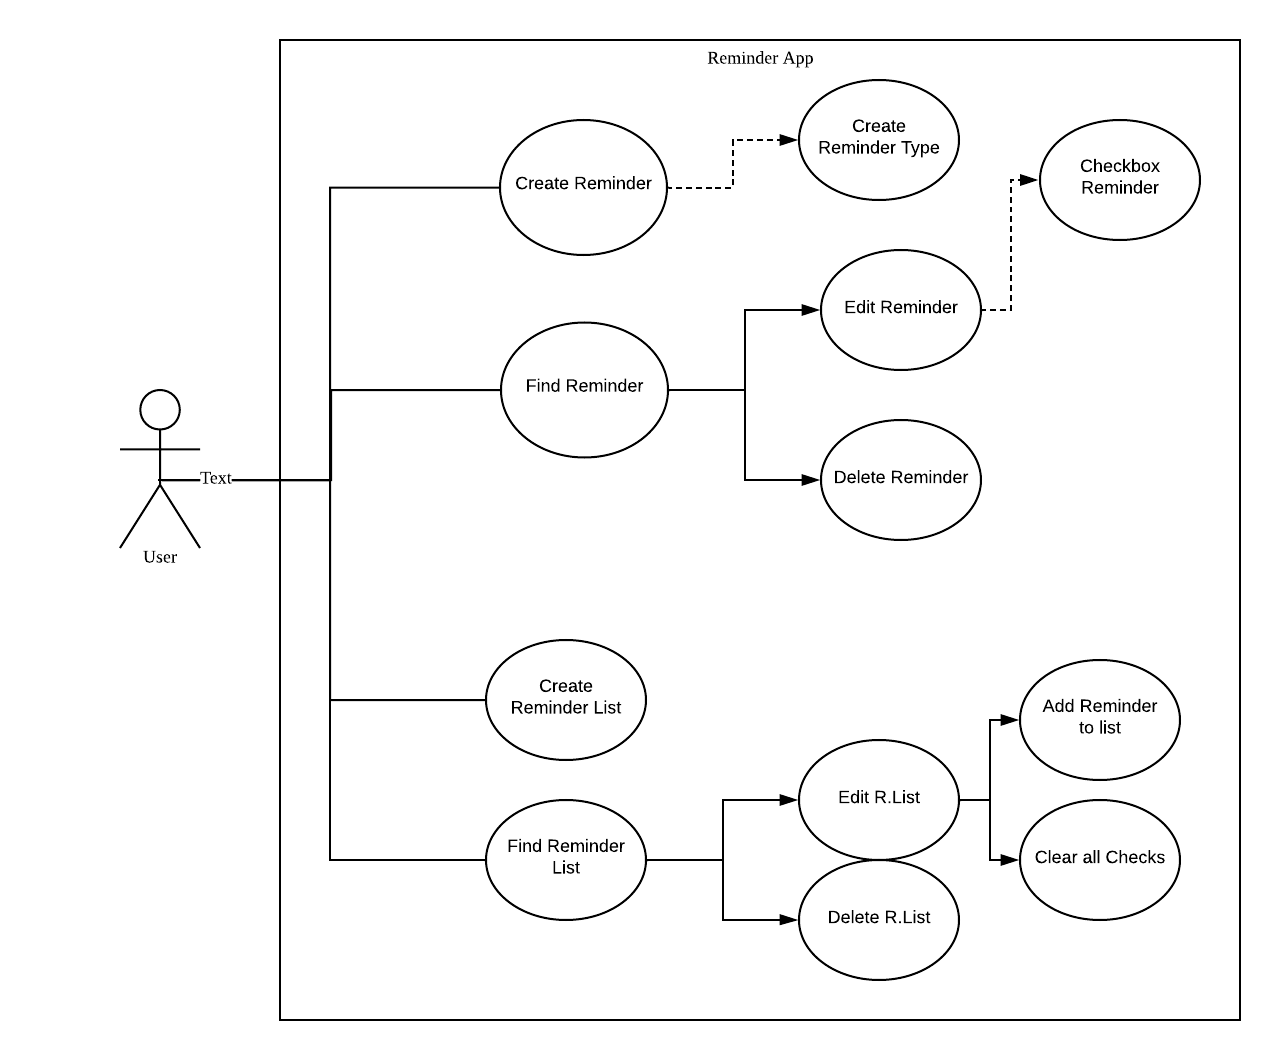 Reminder App
Create
Reminder Type
Checkbox
Reminder
Create Reminder
Edit Reminder
Find Reminder
Delete Reminder
Text
User
Create
Reminder List
Add Reminder
to list
Edit R.List
Find Reminder
List
Clear all Checks
Delete R.List